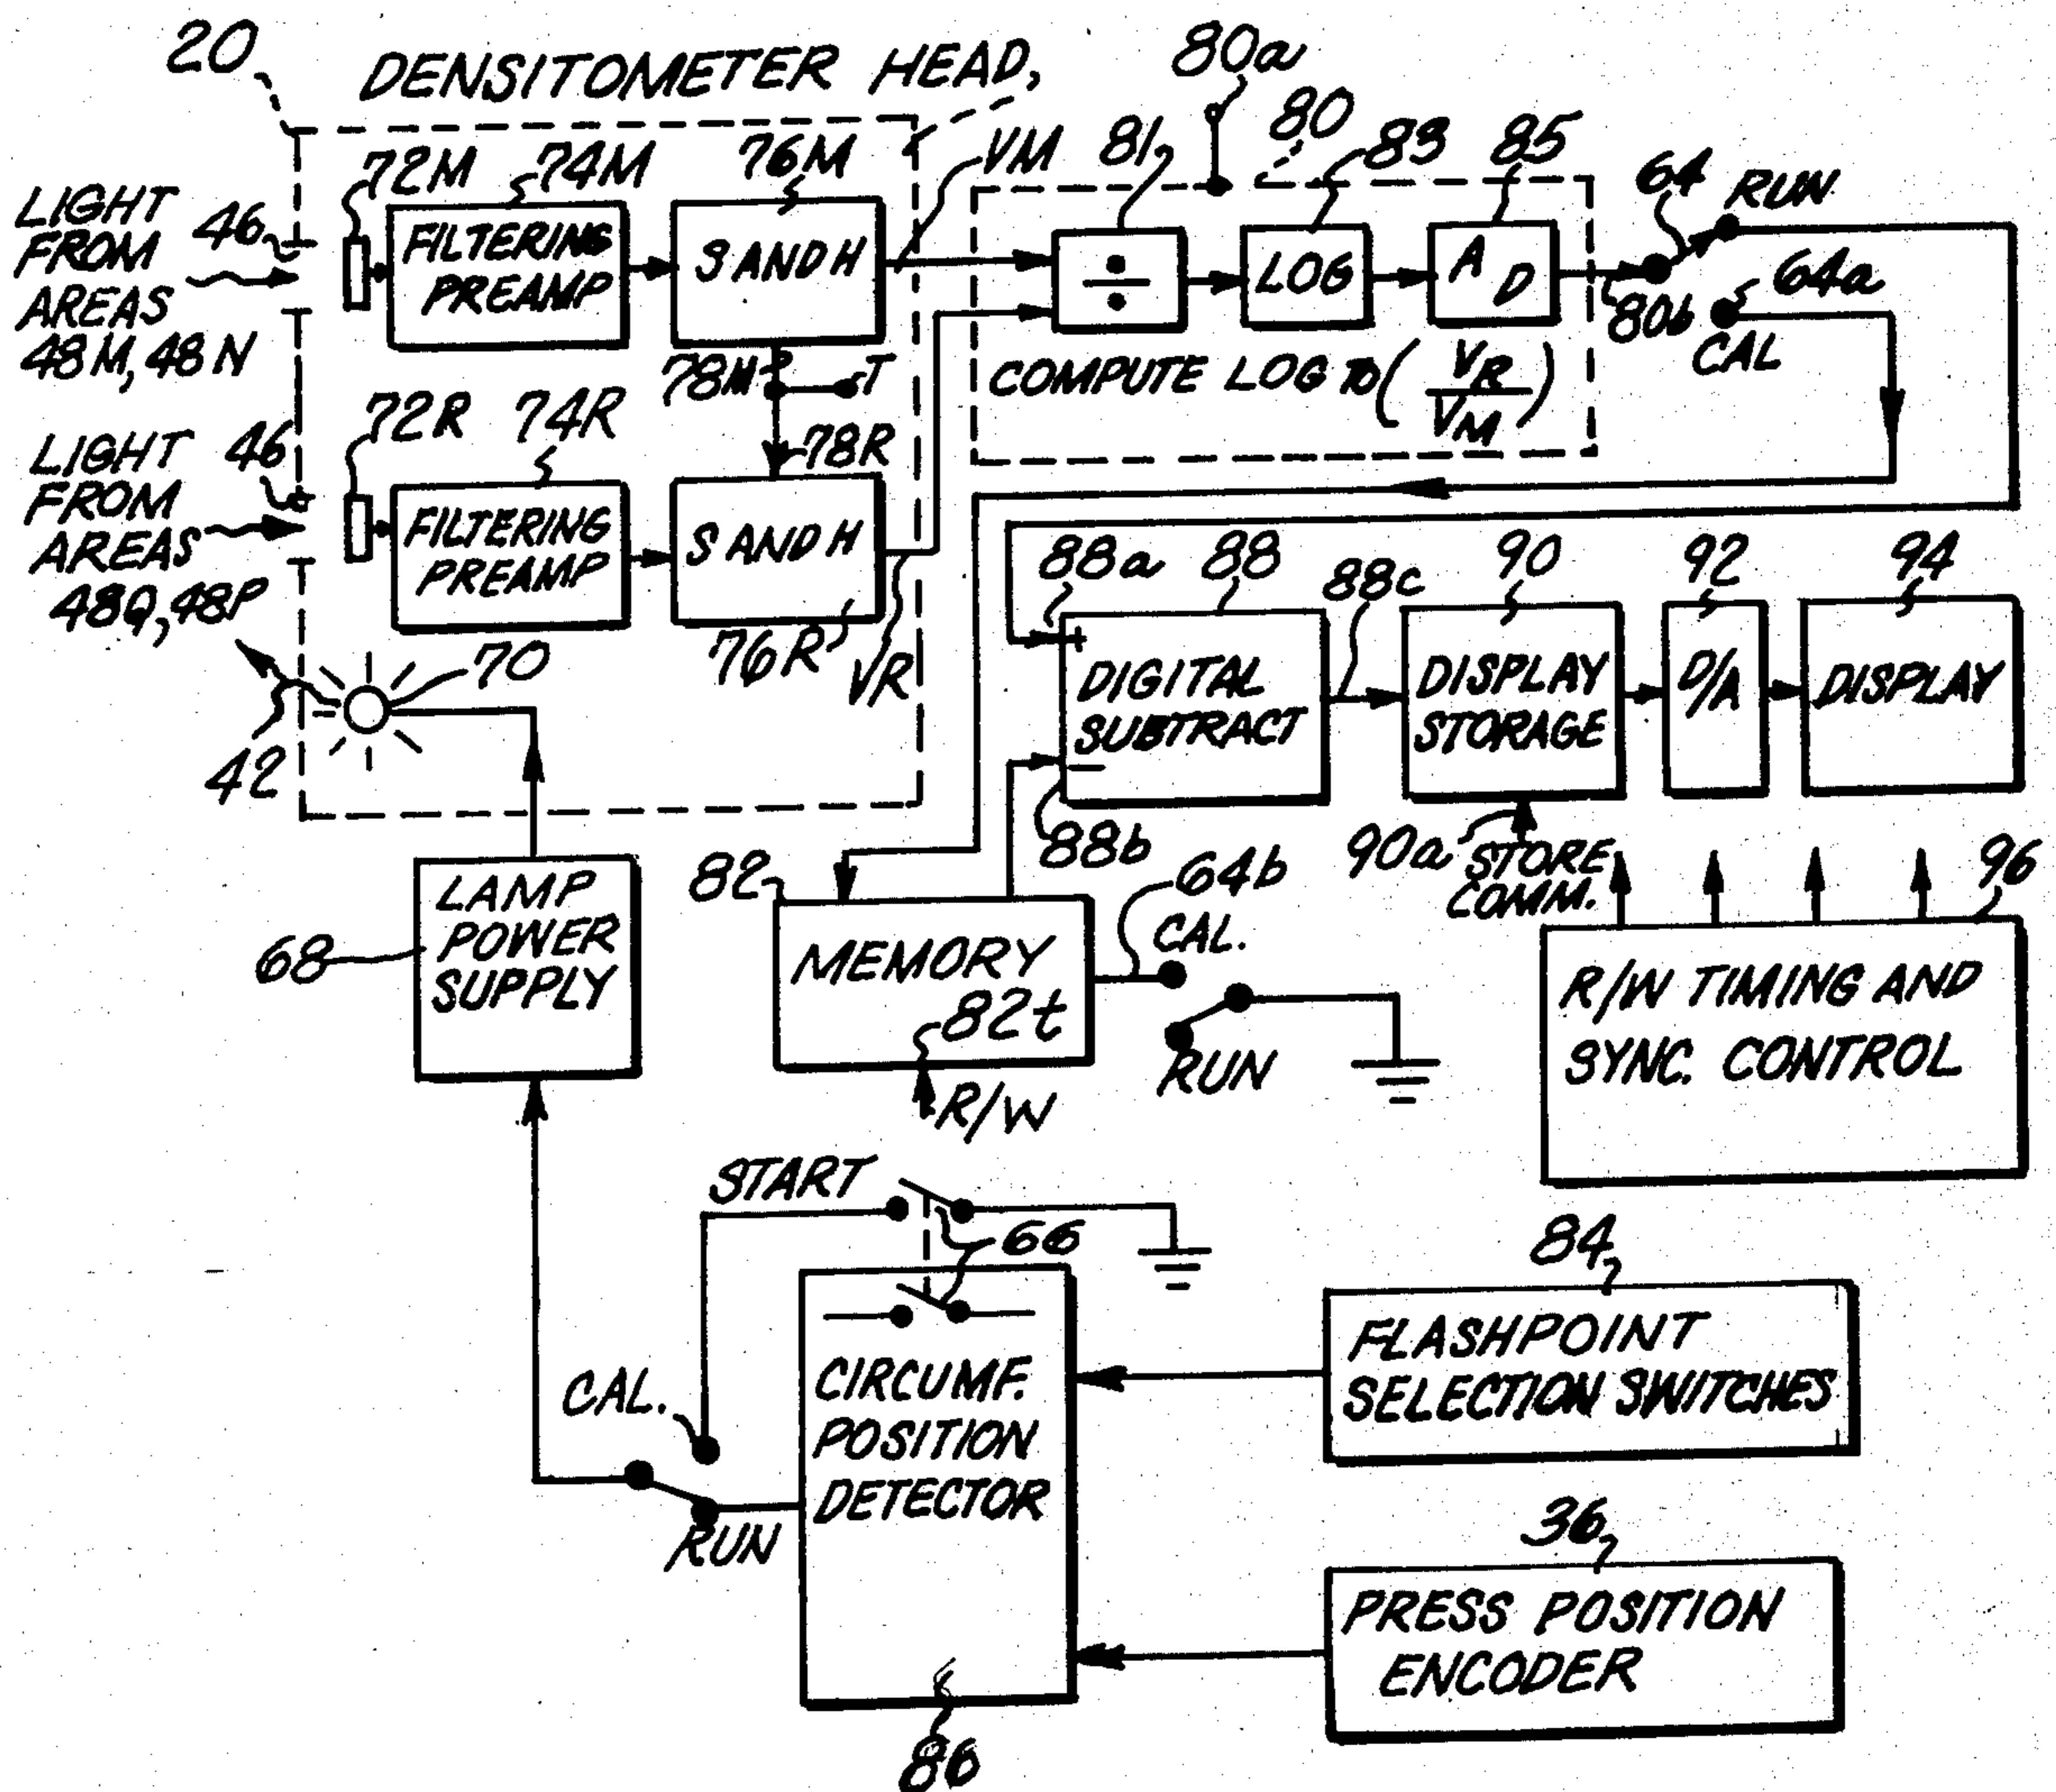 20
DENSITOMETER HEAD,
80a
80
81
83
85
64
RUN
72M
74M
76M
VM
LIGHT
FROM
AREAS
48M, 48N
46
FILTERING
PREAMP
S AND H
÷
LOG
A
D
80b
64a
CAL
78M
T
COMPUTE LOG 10 (VR/VM)
72R
74R
78R
LIGHT
FROM
AREAS
48Q, 48P
46
FILTERING
PREAMP
S AND H
76R
VR
88a
88
88c
90
92
94
+
DIGITAL
SUBTRACT
−
DISPLAY
STORAGE
D/A
DISPLAY
70
42
88b
90a
STORE
COMM.
96
LAMP
POWER
SUPPLY
68
82
MEMORY
82t
R/W
64b
CAL.
RUN
R/W TIMING AND
SYNC. CONTROL
START
66
84
FLASHPOINT
SELECTION SWITCHES
CAL.
RUN
CIRCUMF.
POSITION
DETECTOR
36
PRESS POSITION
ENCODER
86